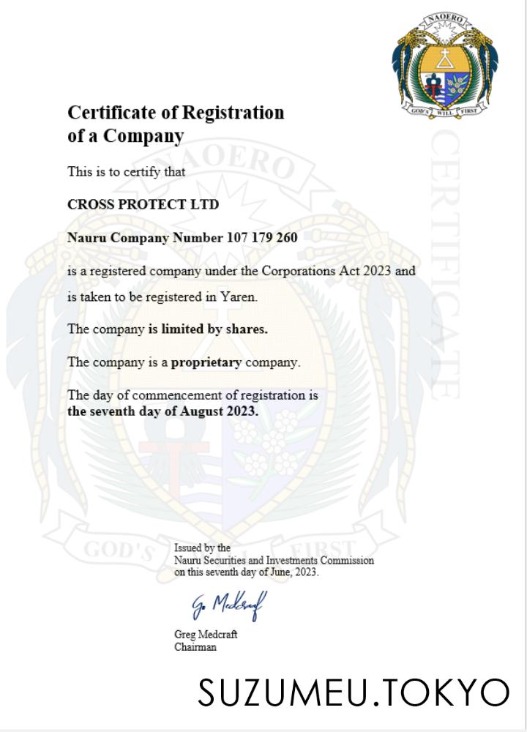 NAOERO
GOD'S WILL FIRST
Certificate of Registration
of a Company
This is to certify that
CROSS PROTECT LTD
Nauru Company Number 107 179 260
is a registered company under the Corporations Act 2023 and
is taken to be registered in Yaren.
The company is limited by shares.
The company is a proprietary company.
The day of commencement of registration is
the seventh day of August 2023.
CERTIFICATE
NAOERO
GOD'S WILL FIRST
Issued by the
Nauru Securities and Investments Commission
on this seventh day of June, 2023.
G. Medcraft
Greg Medcraft
Chairman
SUZUMEU.TOKYO